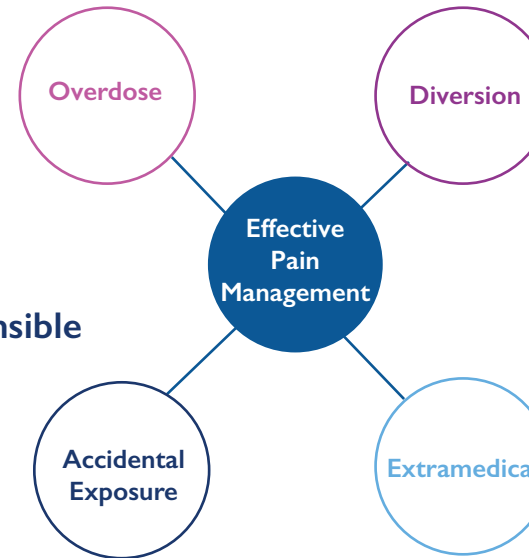 Overdose
Diversion
Effective
Pain
Management
nsible
Accidental
Exposure
Extramedica